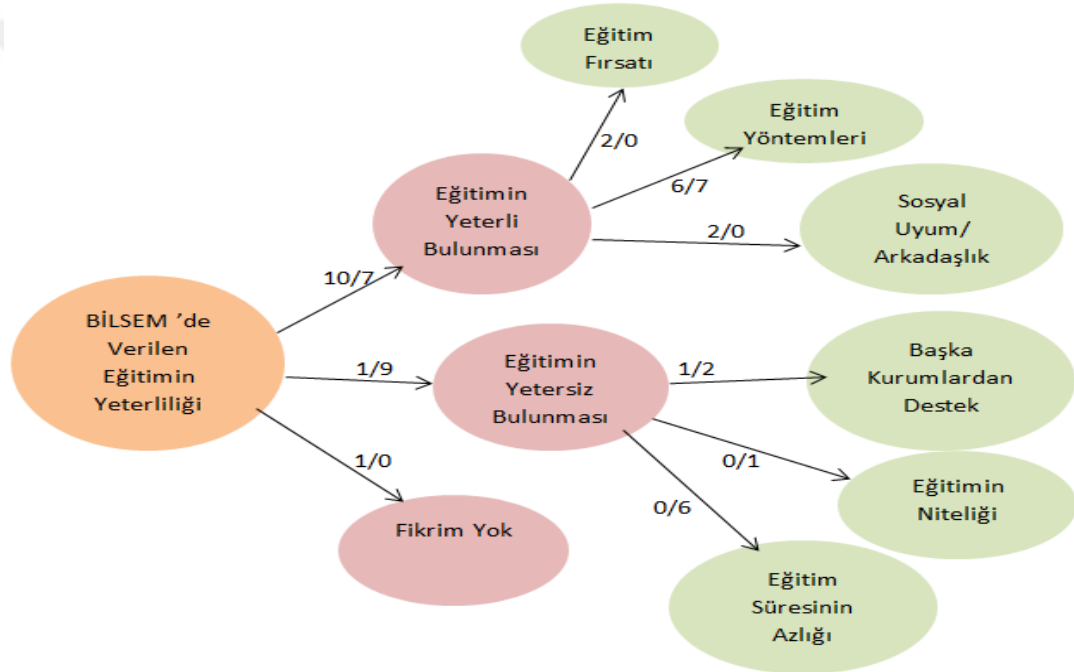 Eğitim
Fırsatı
2/0
Eğitim
Yöntemleri
6/7
Eğitimin
Yeterli
Bulunması
Sosyal
Uyum/
Arkadaşlık
2/0
10/7
BİLSEM ’de
Verilen
Eğitimin
Yeterliliği
1/9
Eğitimin
Yetersiz
Bulunması
1/2
Başka
Kurumlardan
Destek
0/1
Eğitimin
Niteliği
1/0
Fikrim Yok
0/6
Eğitim
Süresinin
Azlığı